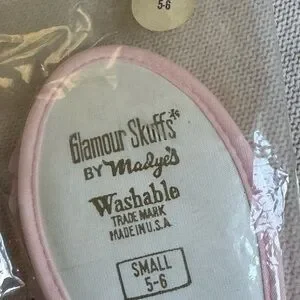 5-6
Glamour Skuffs*
BY Madye's
Washable
TRADE MARK
MADE IN U.S.A.
SMALL
5-6